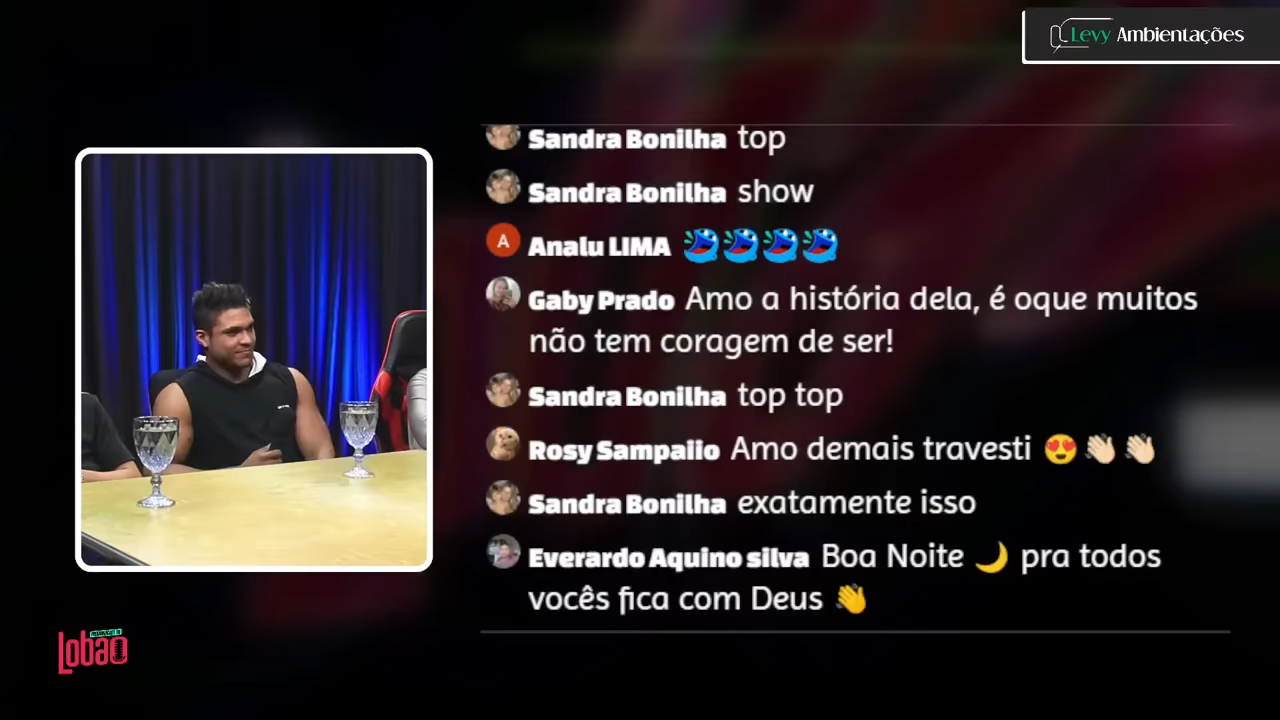 Levy Ambientações
Sandra Bonilha top
Sandra Bonilha show
A Analu LIMA
Gaby Prado Amo a história dela, é oque muitos
não tem coragem de ser!
Sandra Bonilha top top
Rosy Sampaiio Amo demais travesti 😍👏🏻👏🏻
Sandra Bonilha exatamente isso
Everardo Aquino silva Boa Noite 🌙 pra todos
vocês fica com Deus 👋
Lobao